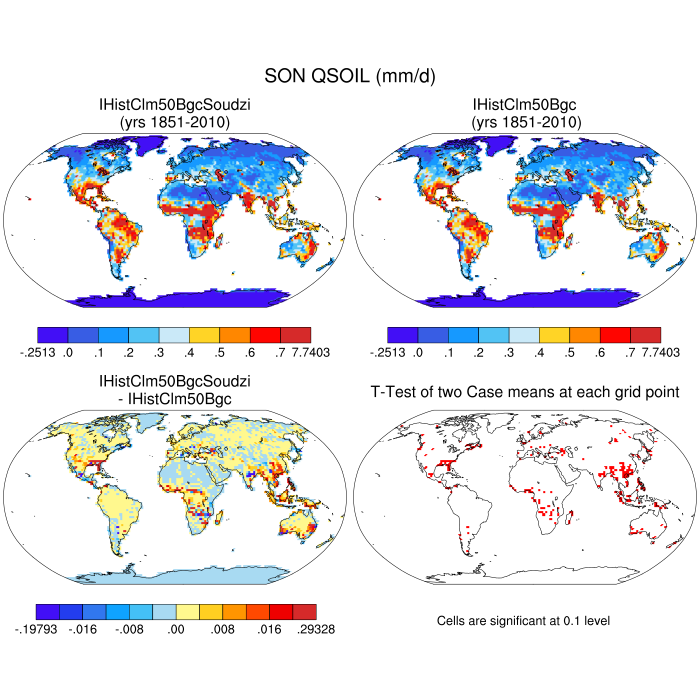 SON QSOIL (mm/d)
IHistClm50BgcSoudzi
(yrs 1851-2010)
IHistClm50Bgc
(yrs 1851-2010)
-.2513 .0 .1 .2 .3 .4 .5 .6 .7 7.7403
-.2513 .0 .1 .2 .3 .4 .5 .6 .7 7.7403
IHistClm50BgcSoudzi
- IHistClm50Bgc
T-Test of two Case means at each grid point
-.19793 -.016 -.008 .00 .008 .016 .29328
Cells are significant at 0.1 level